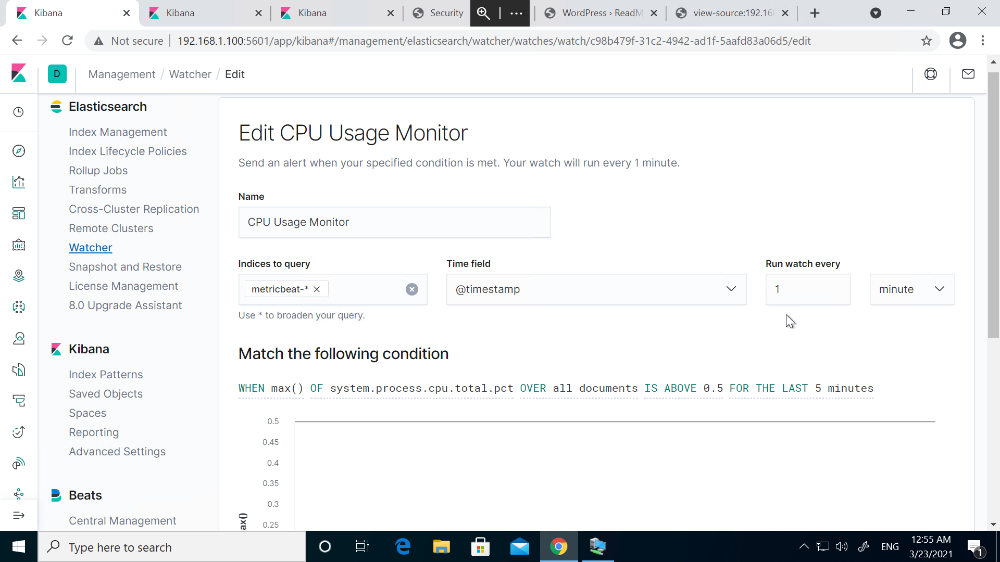 Kibana
Kibana
Kibana
Security
WordPress › ReadM
view-source:192.168
Not secure
192.168.1.100:5601/app/kibana#/management/elasticsearch/watcher/watches/watch/c98b479f-31c2-4942-ad1f-5aafd83a06d5/edit
D
Management / Watcher / Edit
Elasticsearch
Index Management
Index Lifecycle Policies
Rollup Jobs
Transforms
Cross-Cluster Replication
Remote Clusters
Watcher
Snapshot and Restore
License Management
8.0 Upgrade Assistant
Kibana
Index Patterns
Saved Objects
Spaces
Reporting
Advanced Settings
Beats
Central Management
Edit CPU Usage Monitor
Send an alert when your specified condition is met. Your watch will run every 1 minute.
Name
CPU Usage Monitor
Indices to query
metricbeat-*
Use * to broaden your query.
Time field
@timestamp
Run watch every
1
minute
Match the following condition
WHEN max() OF system.process.cpu.total.pct OVER all documents IS ABOVE 0.5 FOR THE LAST 5 minutes
0.5
0.45
0.4
0.35
0.3
0.25
Type here to search
ENG
12:55 AM
3/23/2021
1